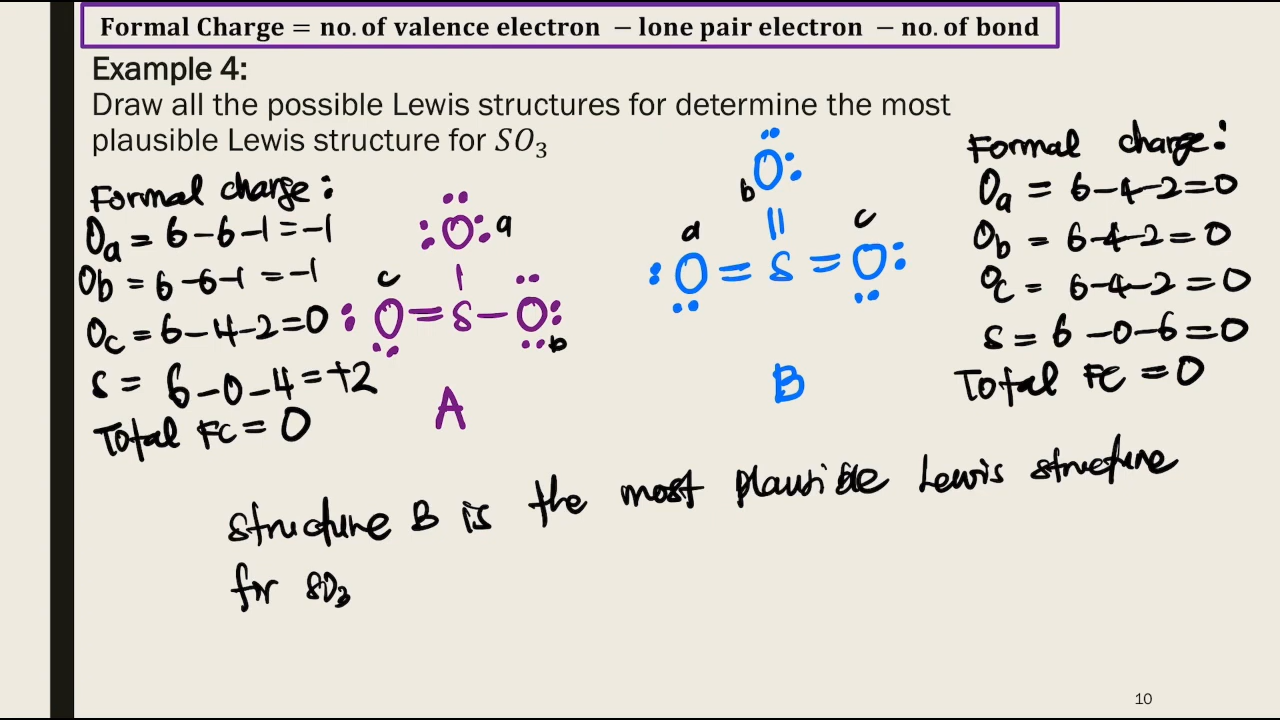 Formal Charge = no. of valence electron − lone pair electron − no. of bond
Example 4:
Draw all the possible Lewis structures for determine the most
plausible Lewis structure for SO₃
Formal charge:
Oa = 6-6-1=-1
Ob = 6-6-1 =-1
Oc = 6-4-2=0
S = 6-0-4=+2
Total FC = 0
:O: a
c
:O=S-O:
b
A
b O:
a
c
:O=S=O:
B
Formal charge:
Oa = 6-4-2=0
Ob = 6-4-2=0
Oc = 6-4-2=0
S = 6-0-6=0
Total FC = 0
structure B is the most plausible Lewis structure
for SO₃
10